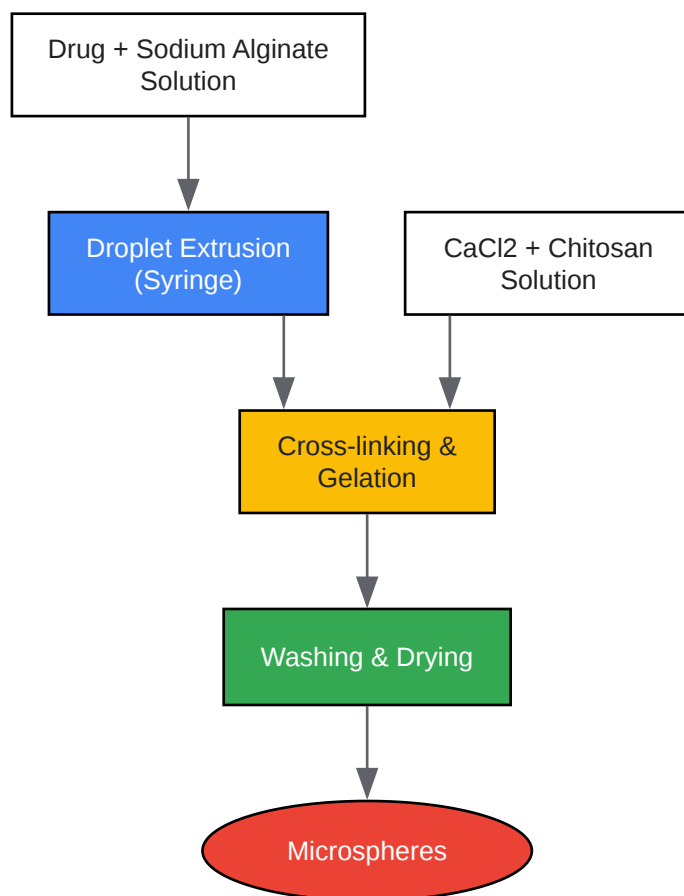 Drug + Sodium Alginate
Solution
Droplet Extrusion
(Syringe)
CaCl2 + Chitosan
Solution
Cross-linking &
Gelation
Washing & Drying
Microspheres